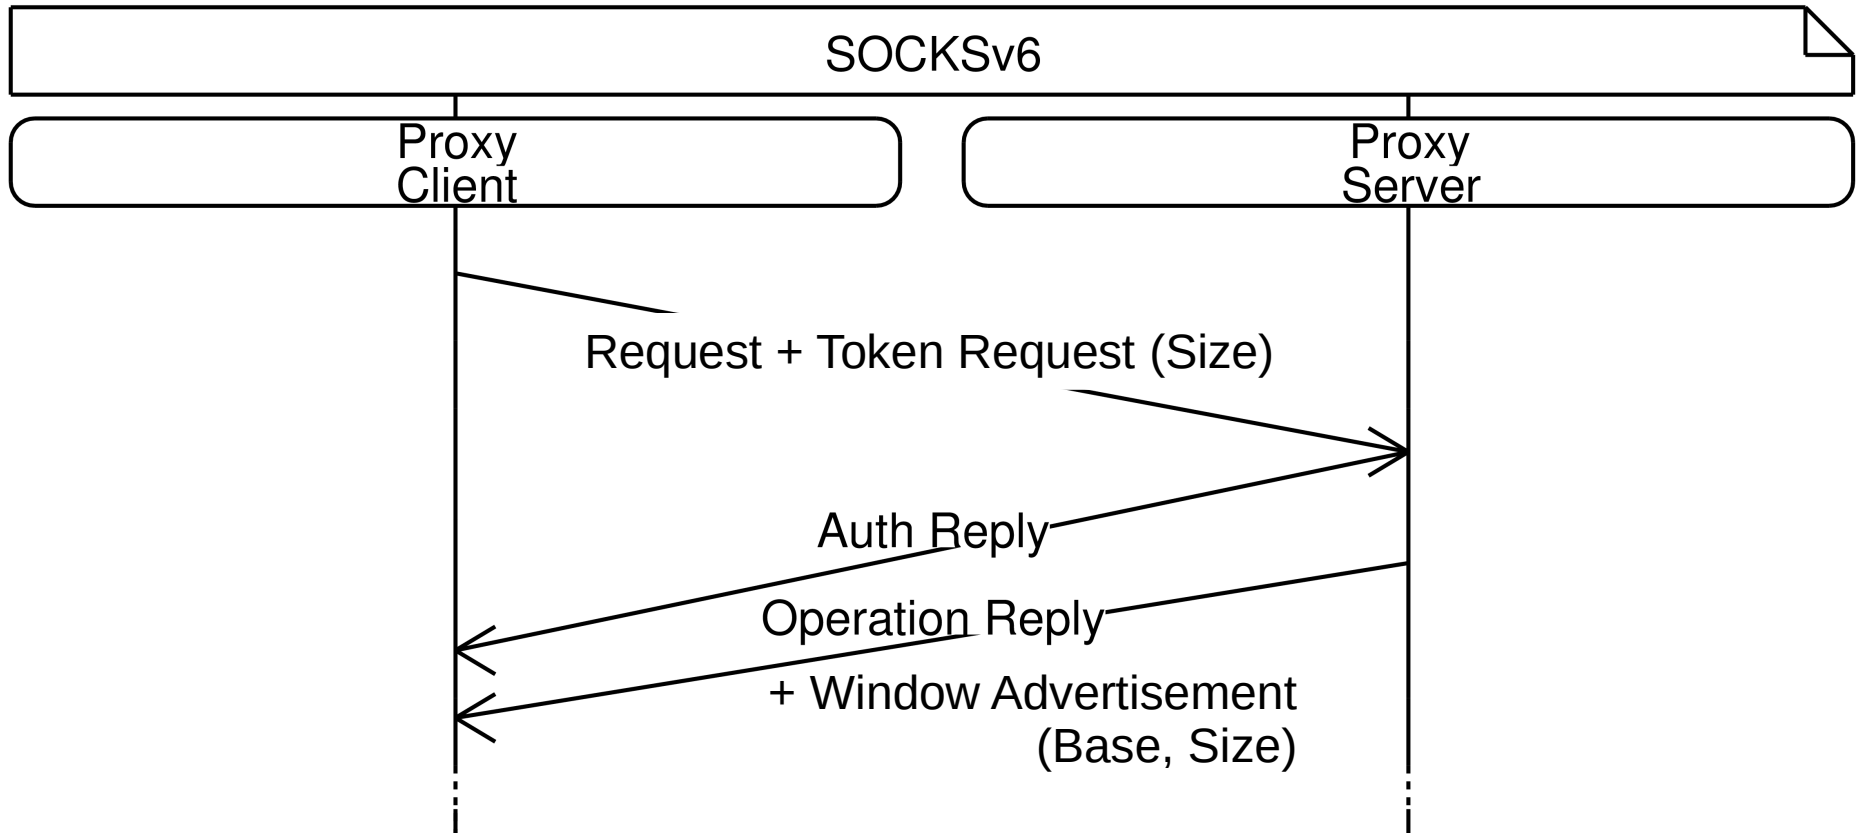 SOCKSv6
Proxy
Client
Proxy
Server
Request + Token Request (Size)
Auth Reply
Operation Reply
+ Window Advertisement
(Base, Size)